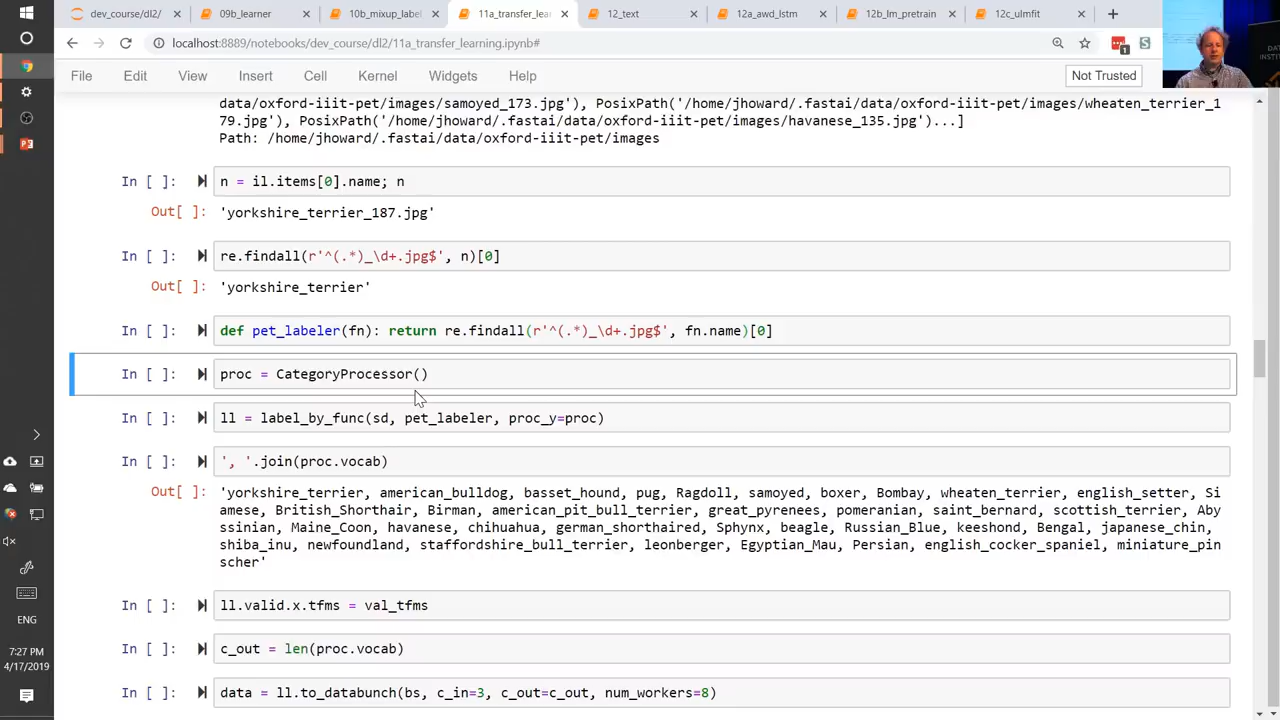 dev_course/dl2/
09b_learner
10b_mixup_label
11a_transfer_lea
12_text
12a_awd_lstm
12b_lm_pretrain
12c_ulmfit
localhost:8889/notebooks/dev_course/dl2/11a_transfer_learning.ipynb#
File Edit View Insert Cell Kernel Widgets Help Not Trusted
data/oxford-iiit-pet/images/samoyed_173.jpg'), PosixPath('/home/jhoward/.fastai/data/oxford-iiit-pet/images/wheaten_terrier_1
79.jpg'), PosixPath('/home/jhoward/.fastai/data/oxford-iiit-pet/images/havanese_135.jpg')...]
Path: /home/jhoward/.fastai/data/oxford-iiit-pet/images
In [ ]: n = il.items[0].name; n
Out[ ]: 'yorkshire_terrier_187.jpg'
In [ ]: re.findall(r'^(.*)_\d+.jpg$', n)[0]
Out[ ]: 'yorkshire_terrier'
In [ ]: def pet_labeler(fn): return re.findall(r'^(.*)_\d+.jpg$', fn.name)[0]
In [ ]: proc = CategoryProcessor()
In [ ]: ll = label_by_func(sd, pet_labeler, proc_y=proc)
In [ ]: ', '.join(proc.vocab)
Out[ ]: 'yorkshire_terrier, american_bulldog, basset_hound, pug, Ragdoll, samoyed, boxer, Bombay, wheaten_terrier, english_setter, Si
amese, British_Shorthair, Birman, american_pit_bull_terrier, great_pyrenees, pomeranian, saint_bernard, scottish_terrier, Aby
ssinian, Maine_Coon, havanese, chihuahua, german_shorthaired, Sphynx, beagle, Russian_Blue, keeshond, Bengal, japanese_chin,
shiba_inu, newfoundland, staffordshire_bull_terrier, leonberger, Egyptian_Mau, Persian, english_cocker_spaniel, miniature_pin
scher'
In [ ]: ll.valid.x.tfms = val_tfms
In [ ]: c_out = len(proc.vocab)
In [ ]: data = ll.to_databunch(bs, c_in=3, c_out=c_out, num_workers=8)
ENG
7:27 PM
4/17/2019